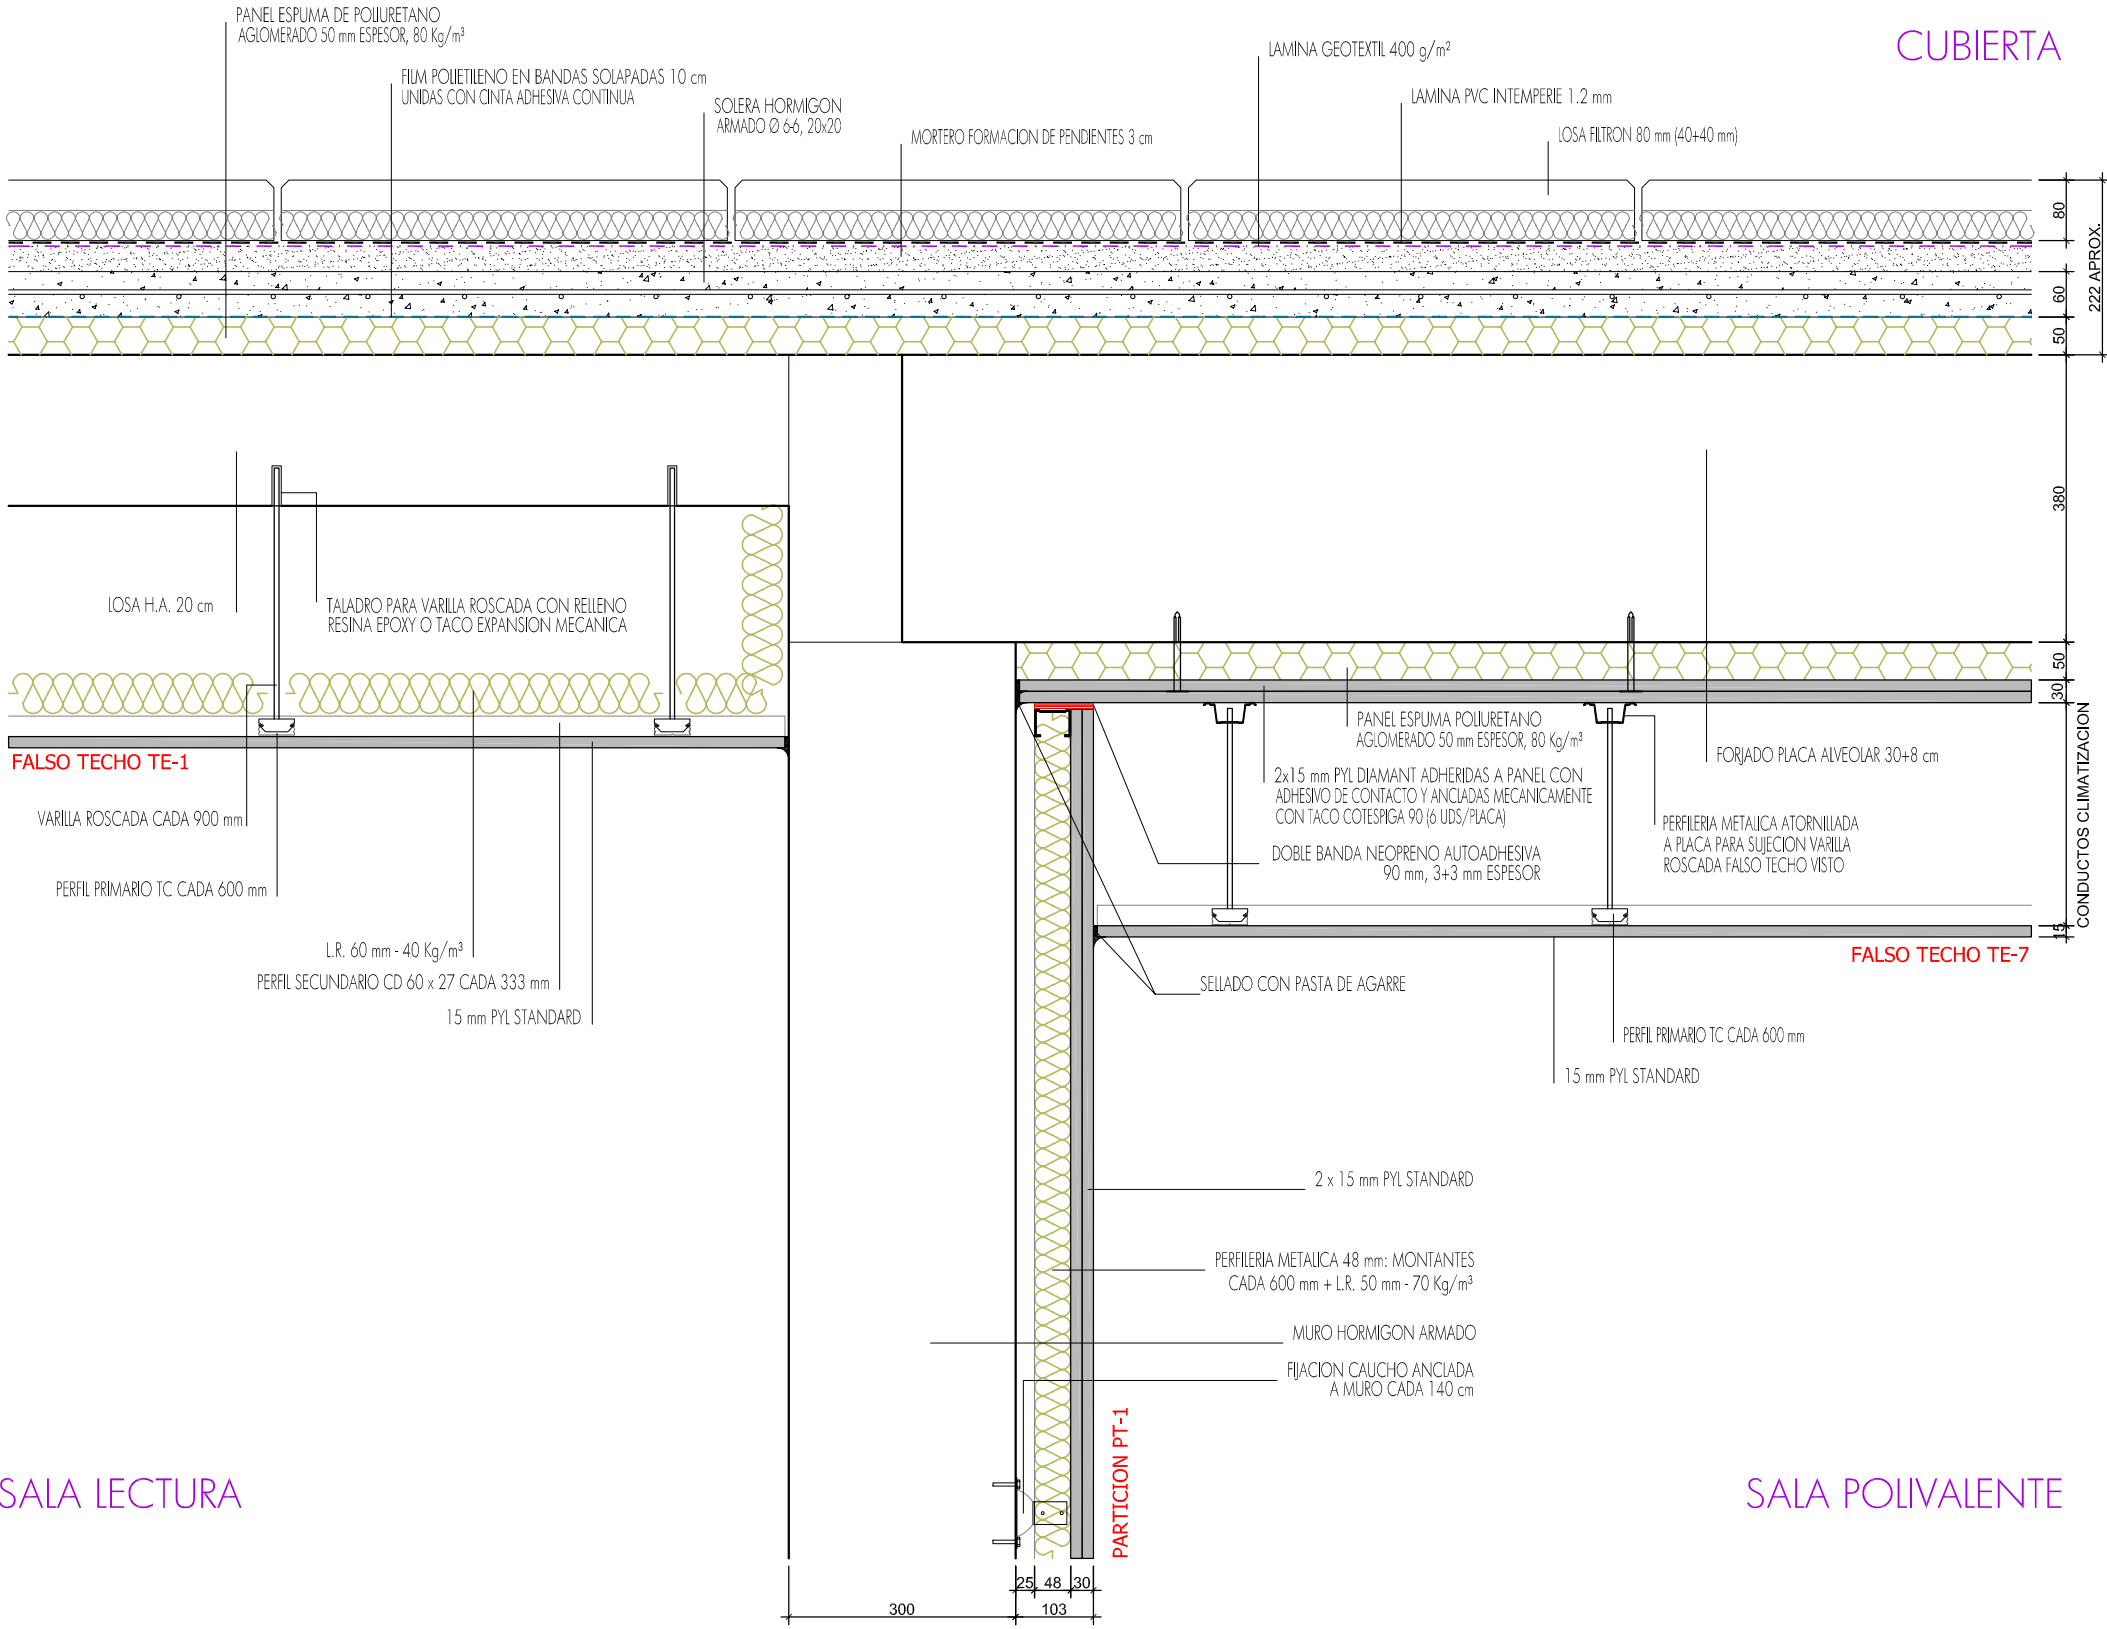 PANEL ESPUMA DE POLIURETANO
AGLOMERADO 50 mm ESPESOR, 80 Kg/m³
CUBIERTA
LAMINA GEOTEXTIL 400 g/m²
FILM POLIETILENO EN BANDAS SOLAPADAS 10 cm
UNIDAS CON CINTA ADHESIVA CONTINUA
LAMINA PVC INTEMPERIE 1.2 mm
SOLERA HORMIGON
ARMADO Ø 6-6, 20x20
MORTERO FORMACION DE PENDIENTES 3 cm
LOSA FILTRON 80 mm (40+40 mm)
80
60
50
222 APROX.
380
50
30
CONDUCTOS CLIMATIZACION
15
LOSA H.A. 20 cm
TALADRO PARA VARILLA ROSCADA CON RELLENO
RESINA EPOXY O TACO EXPANSION MECANICA
FALSO TECHO TE-1
VARILLA ROSCADA CADA 900 mm
PERFIL PRIMARIO TC CADA 600 mm
L.R. 60 mm - 40 Kg/m³
PERFIL SECUNDARIO CD 60 x 27 CADA 333 mm
15 mm PYL STANDARD
PANEL ESPUMA POLIURETANO
AGLOMERADO 50 mm ESPESOR, 80 Kg/m³
2x15 mm PYL DIAMANT ADHERIDAS A PANEL CON
ADHESIVO DE CONTACTO Y ANCLADAS MECANICAMENTE
CON TACO COTESPIGA 90 (6 UDS/PLACA)
DOBLE BANDA NEOPRENO AUTOADHESIVA
90 mm, 3+3 mm ESPESOR
FORJADO PLACA ALVEOLAR 30+8 cm
PERFILERIA METALICA ATORNILLADA
A PLACA PARA SUJECION VARILLA
ROSCADA FALSO TECHO VISTO
FALSO TECHO TE-7
SELLADO CON PASTA DE AGARRE
PERFIL PRIMARIO TC CADA 600 mm
15 mm PYL STANDARD
2 x 15 mm PYL STANDARD
PERFILERIA METALICA 48 mm: MONTANTES
CADA 600 mm + L.R. 50 mm - 70 Kg/m³
MURO HORMIGON ARMADO
FIJACION CAUCHO ANCLADA
A MURO CADA 140 cm
PARTICION PT-1
SALA LECTURA
SALA POLIVALENTE
25 48 30
300
103